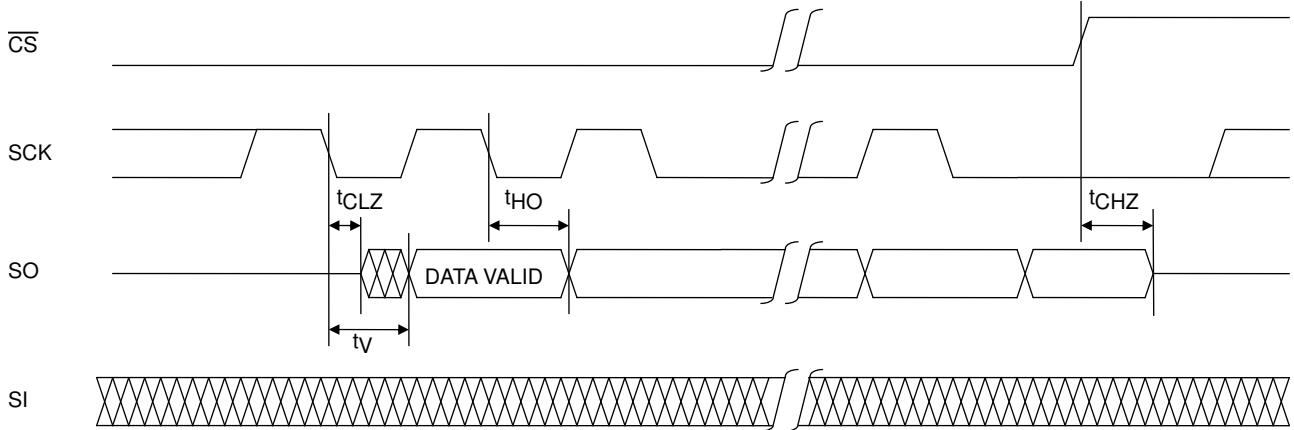 CS
SCK
tCLZ
tHO
tCHZ
SO
DATA VALID
tV
SI